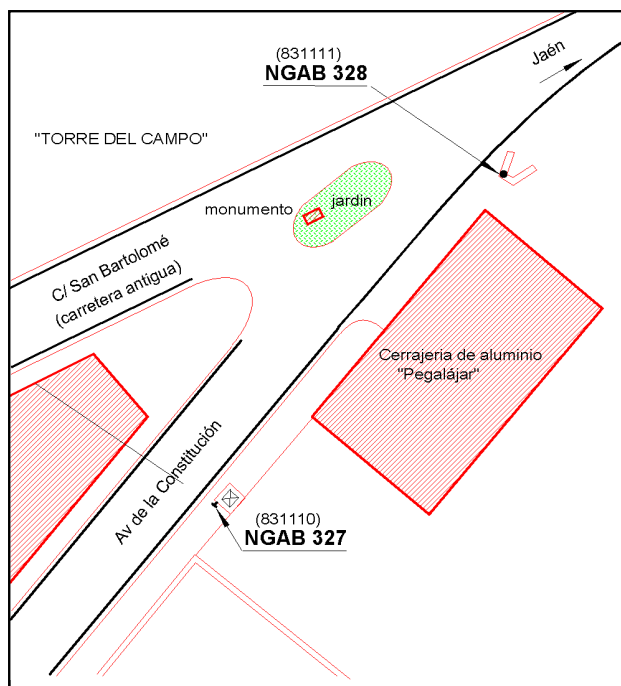 (831111)
NGAB 328
Jaén
"TORRE DEL CAMPO"
monumento
jardin
C/ San Bartolomé
(carretera antigua)
Cerrajeria de aluminio
"Pegalájar"
Av de la Constitución
(831110)
NGAB 327